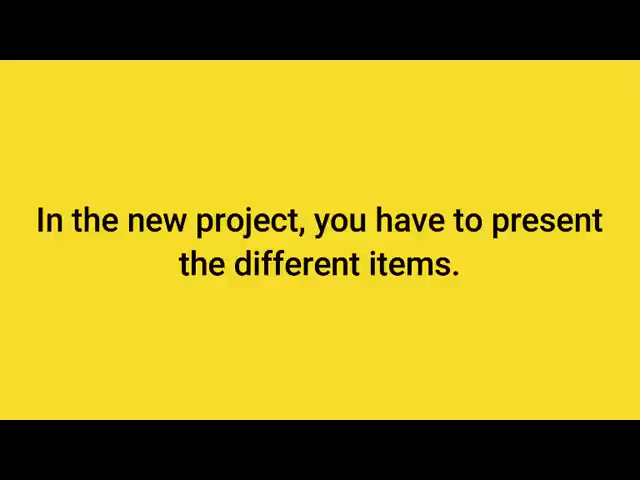 In the new project, you have to present
the different items.